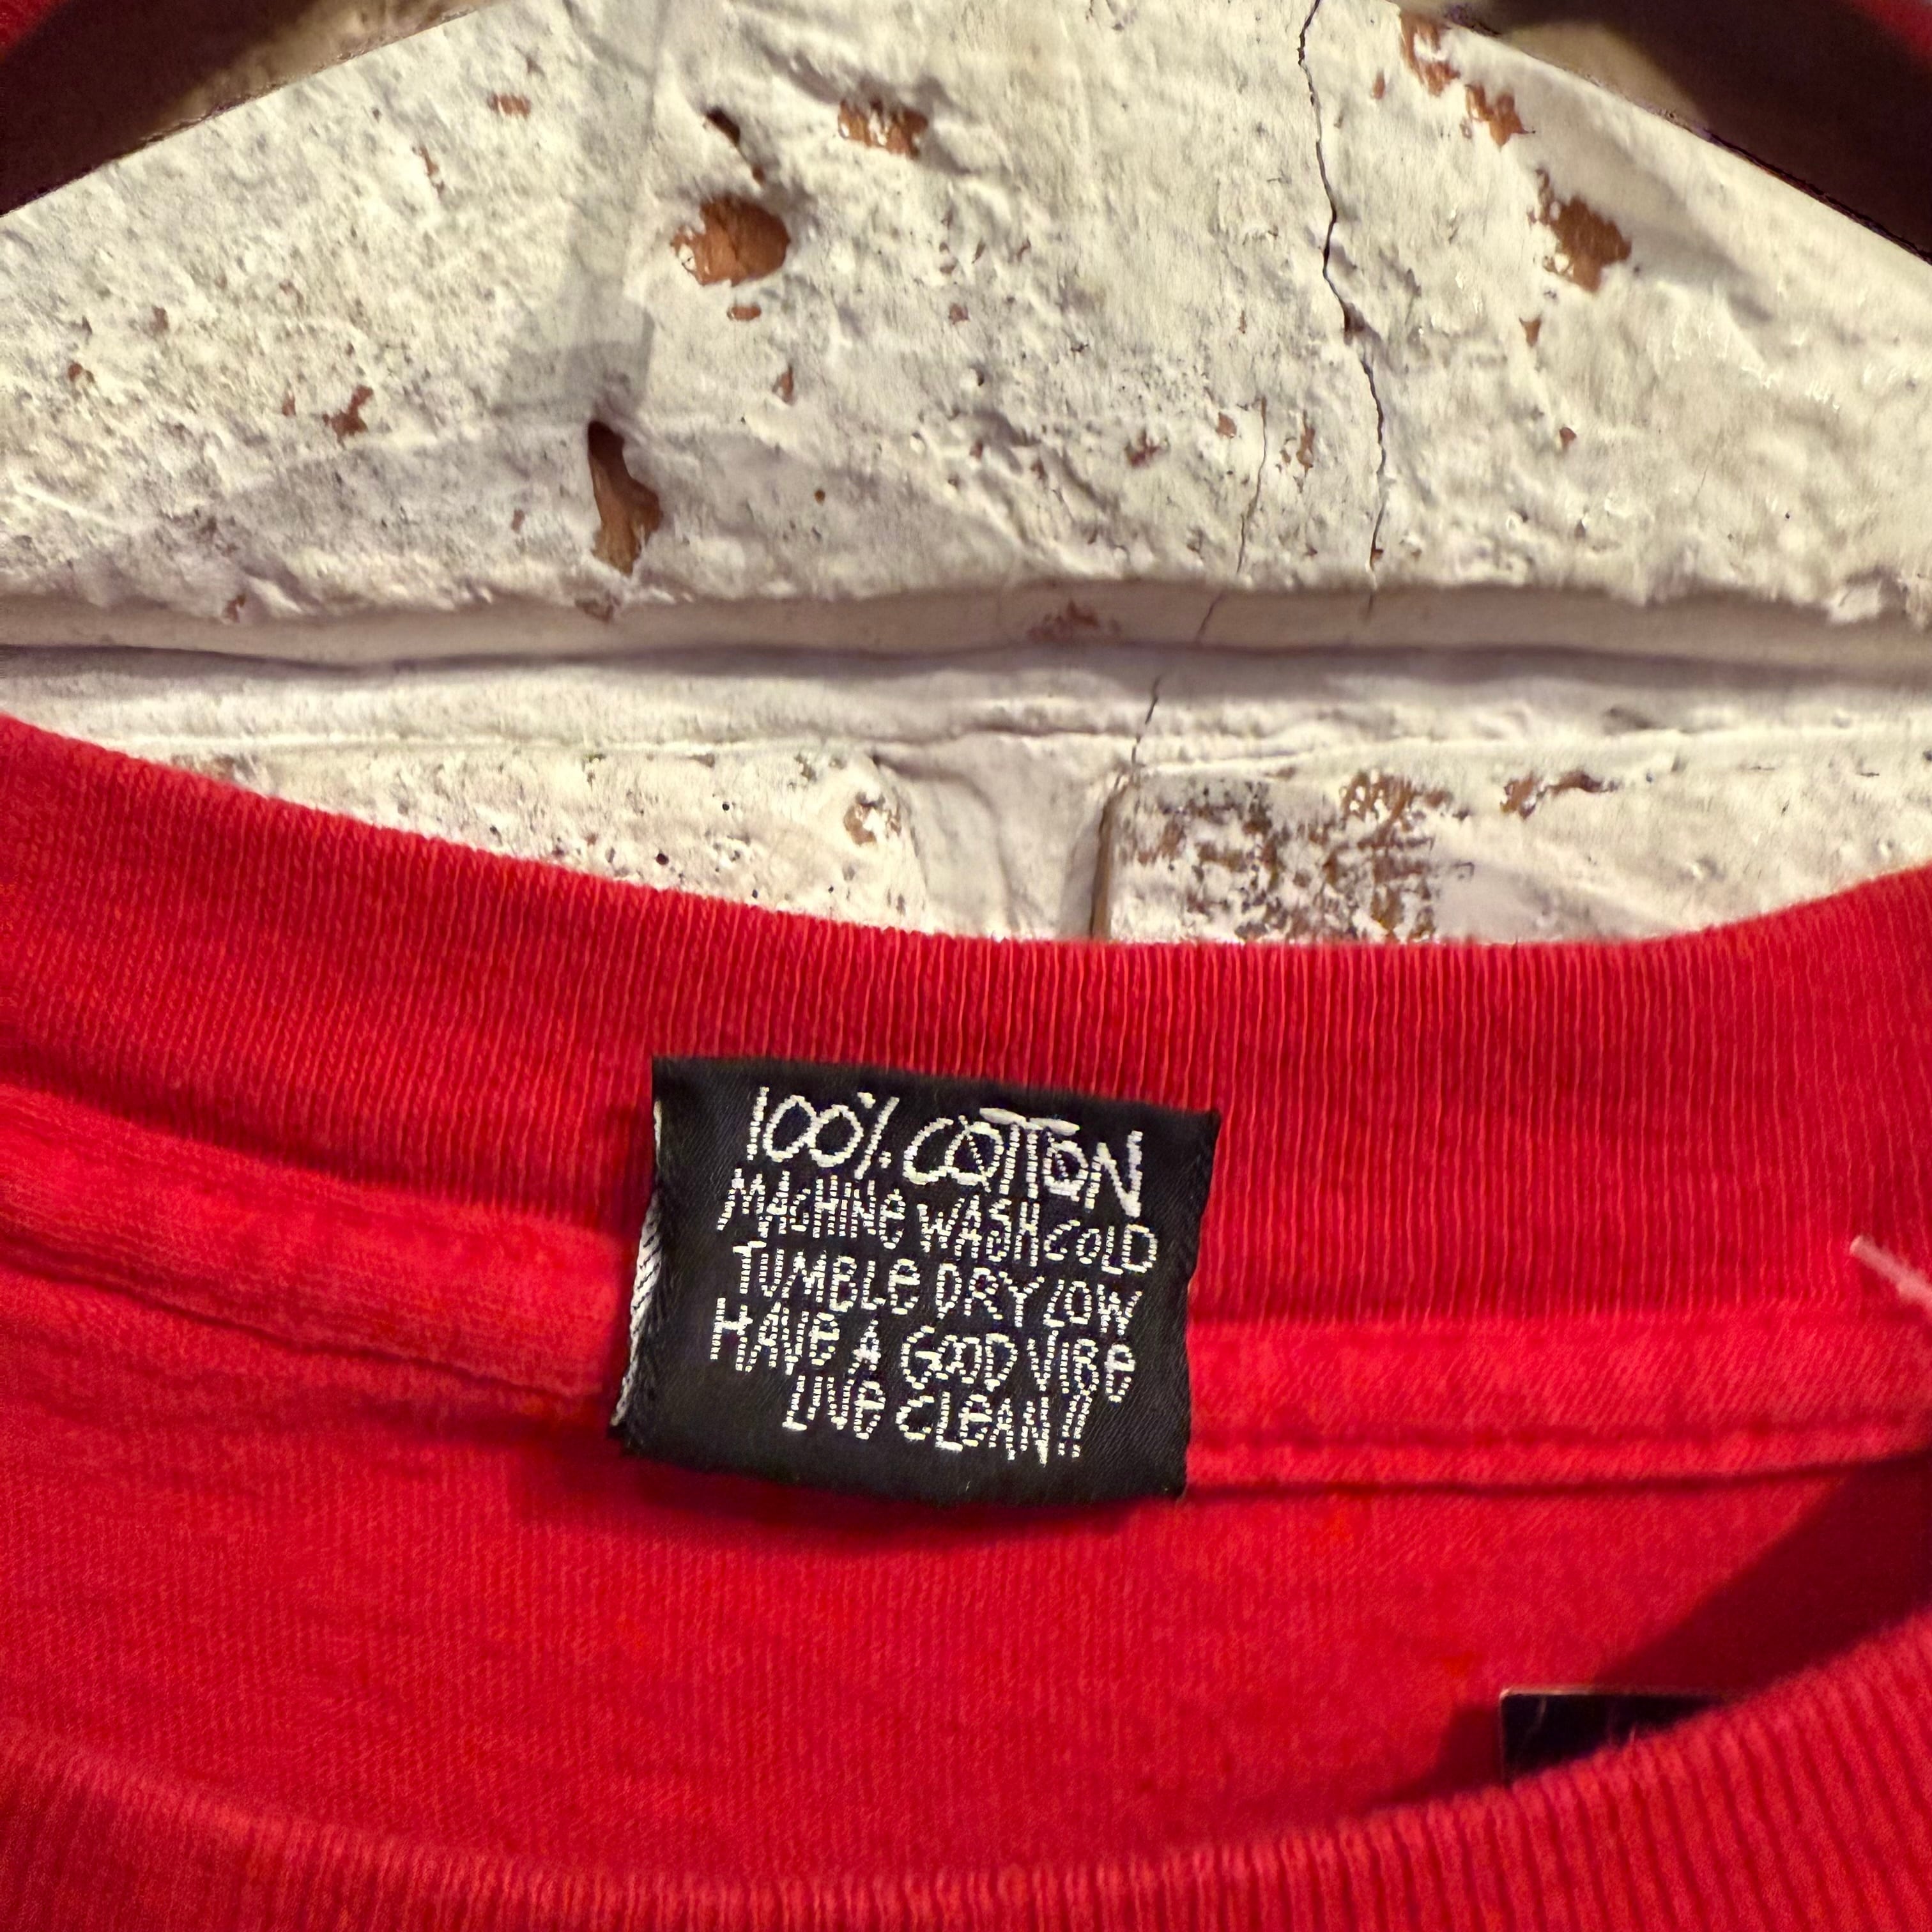 100% COTTON
MACHINE WASH COLD
TUMBLE DRY LOW
HAVE A GOOD VIBE
LIVE CLEAN!!